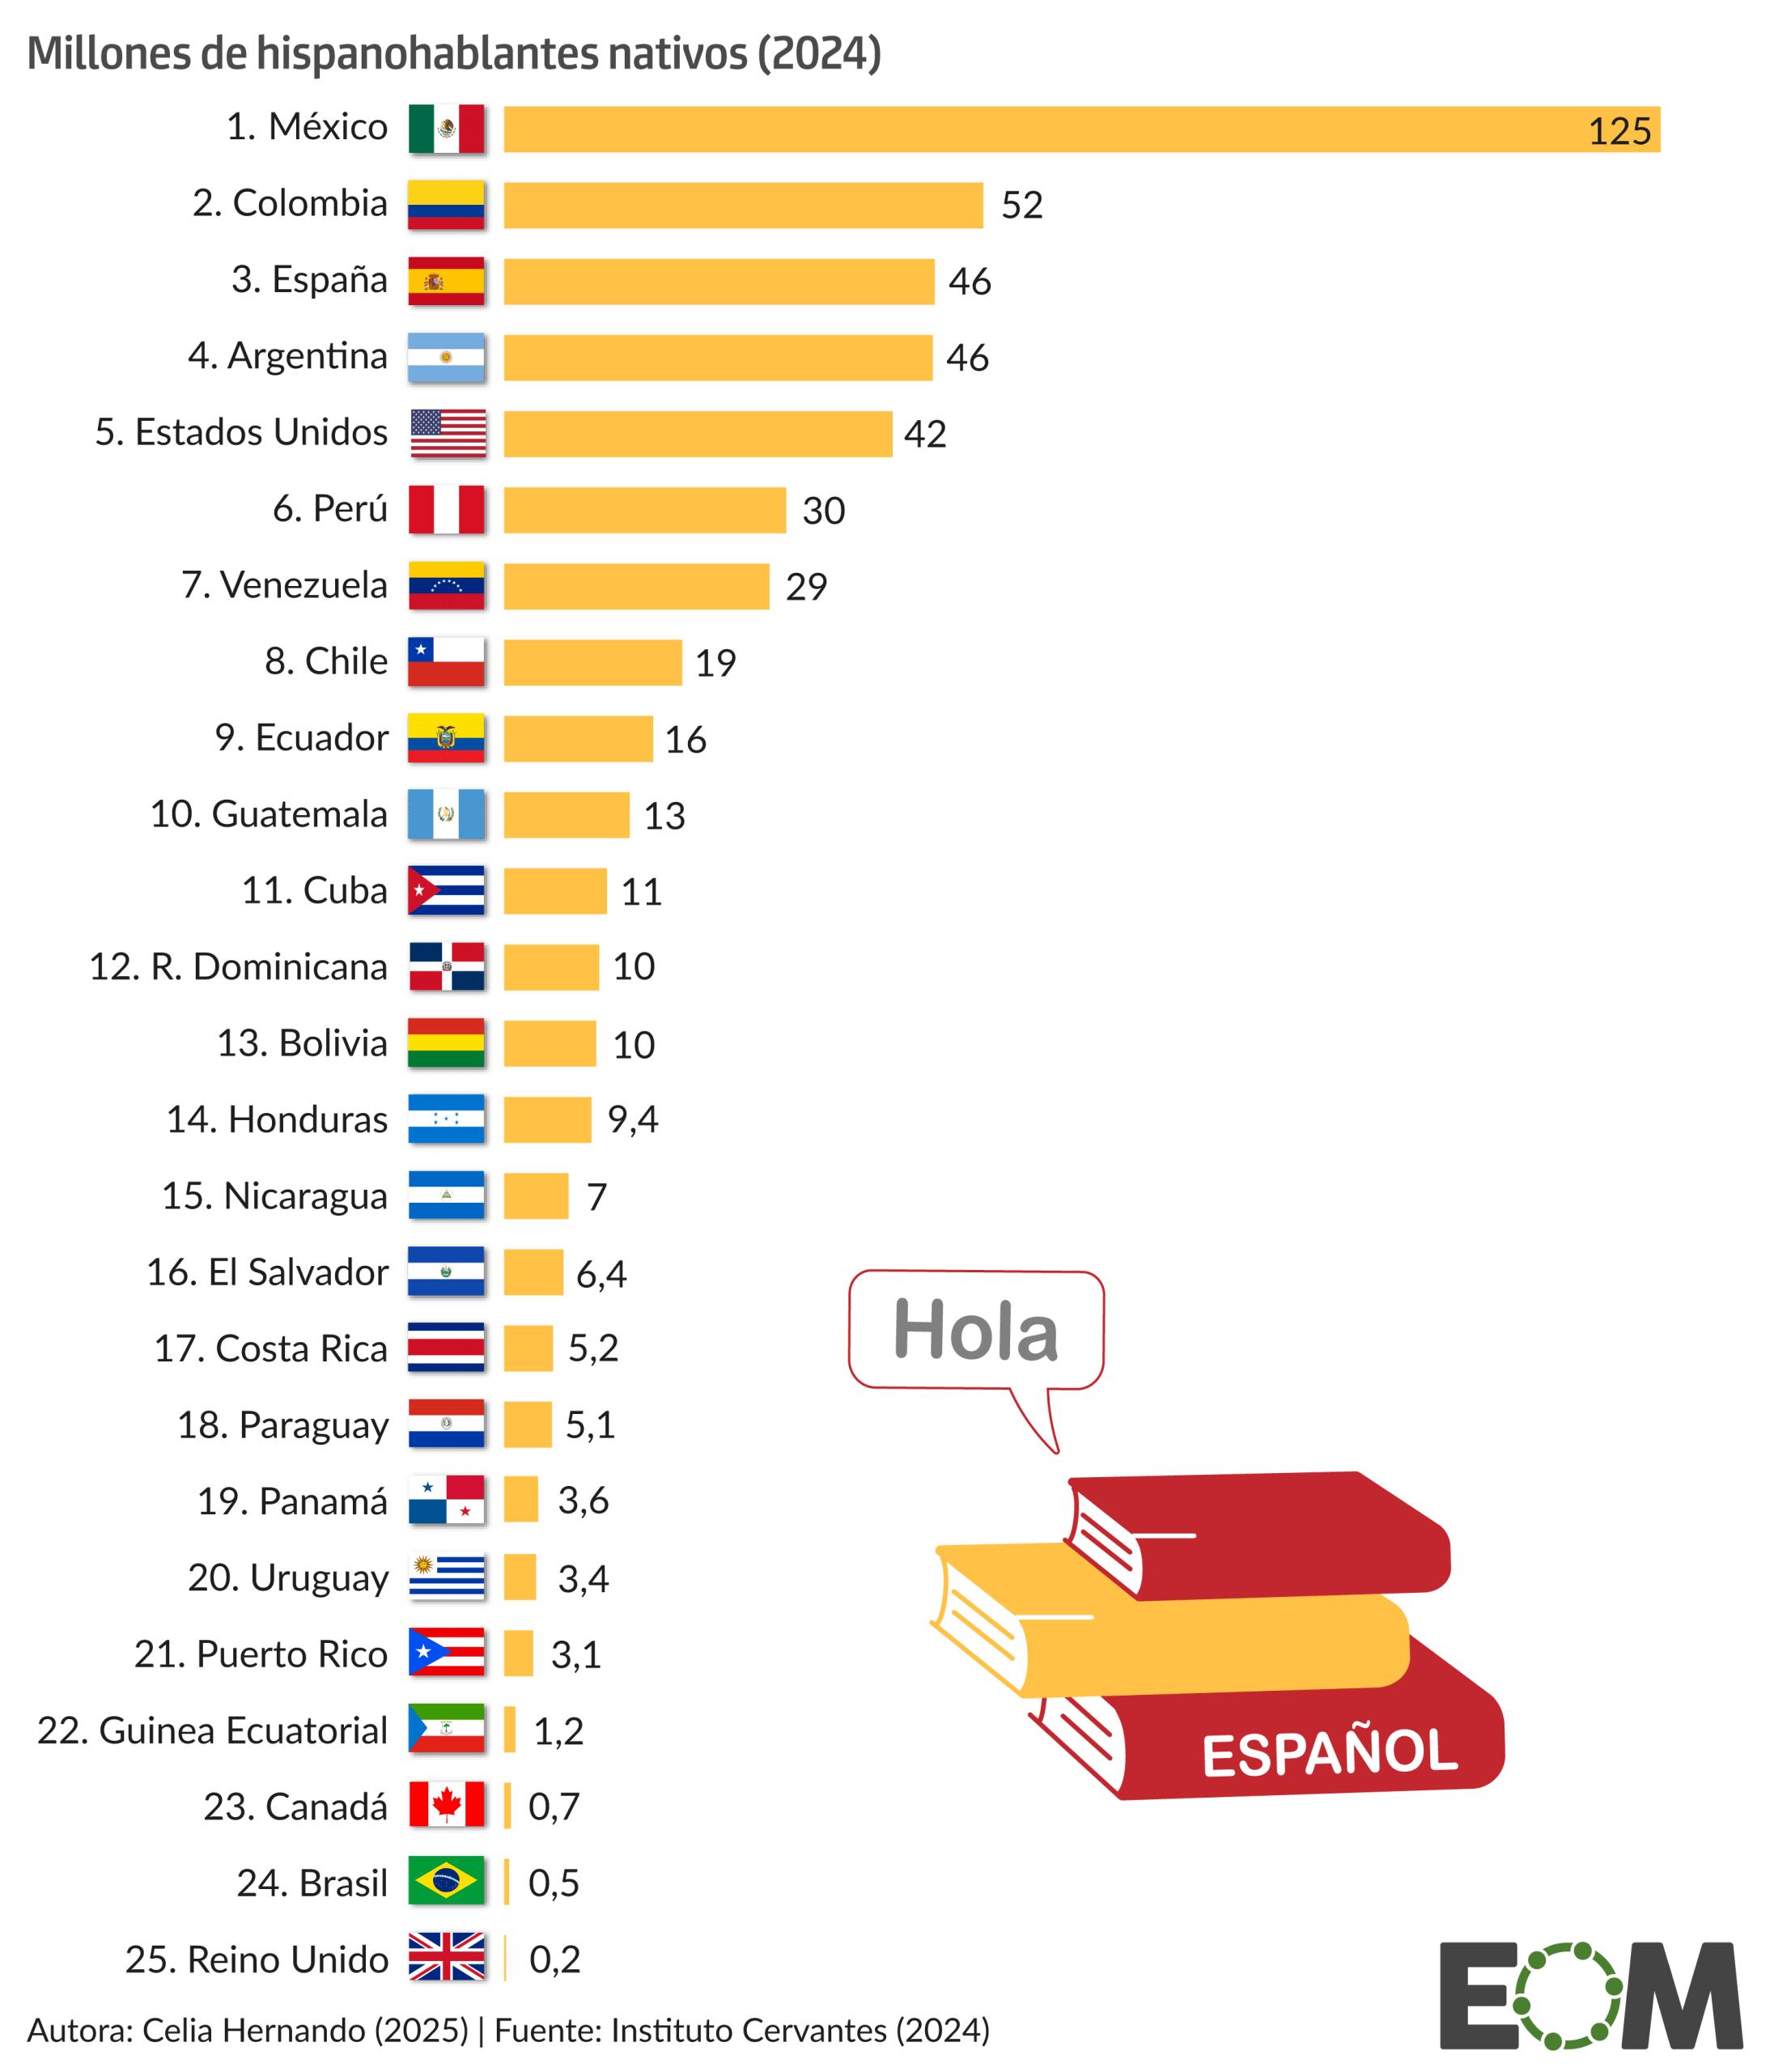 Millones de hispanohablantes nativos (2024)
1. México 125
2. Colombia 52
3. España 46
4. Argentina 46
5. Estados Unidos 42
6. Perú 30
7. Venezuela 29
8. Chile 19
9. Ecuador 16
10. Guatemala 13
11. Cuba 11
12. R. Dominicana 10
13. Bolivia 10
14. Honduras 9,4
15. Nicaragua 7
16. El Salvador 6,4
17. Costa Rica 5,2
18. Paraguay 5,1
19. Panamá 3,6
20. Uruguay 3,4
21. Puerto Rico 3,1
22. Guinea Ecuatorial 1,2
23. Canadá 0,7
24. Brasil 0,5
25. Reino Unido 0,2
Hola
ESPAÑOL
Autora: Celia Hernando (2025) | Fuente: Instituto Cervantes (2024)
EOM